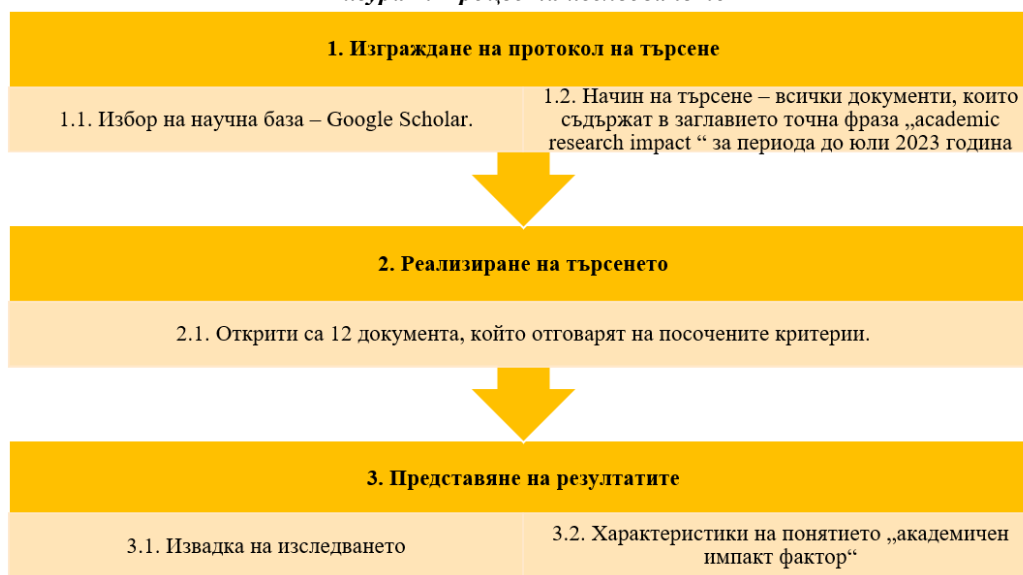 1. Изграждане на протокол на търсене
1.1. Избор на научна база – Google Scholar.
1.2. Начин на търсене – всички документи, които
съдържат в заглавието точна фраза „academic
research impact “ за периода до юли 2023 година
2. Реализиране на търсенето
2.1. Открити са 12 документа, който отговарят на посочените критерии.
3. Представяне на резултатите
3.1. Извадка на изследването
3.2. Характеристики на понятието „академичен
импакт фактор“